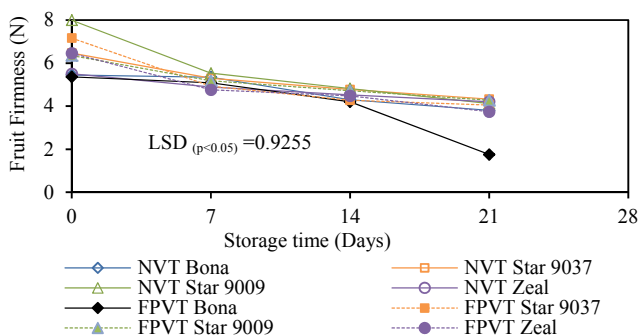 8
6
4
2
0
Fruit Firmness (N)
LSD (p<0.05) =0.9255
0 7 14 21 28
Storage time (Days)
NVT Bona NVT Star 9037
NVT Star 9009 NVT Zeal
FPVT Bona FPVT Star 9037
FPVT Star 9009 FPVT Zeal